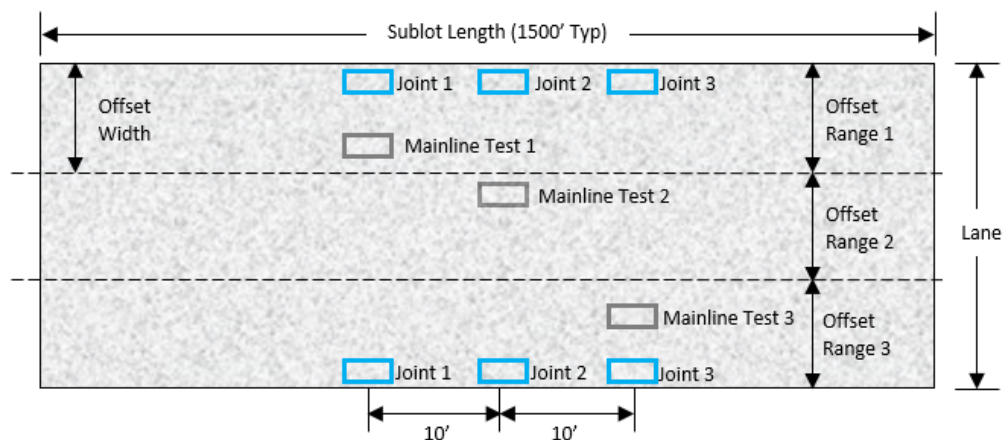 Sublot Length (1500’ Typ)
Offset
Width
Joint 1
Joint 2
Joint 3
Offset
Range 1
Mainline Test 1
Mainline Test 2
Offset
Range 2
Lane
Mainline Test 3
Offset
Range 3
Joint 1
Joint 2
Joint 3
10’
10’